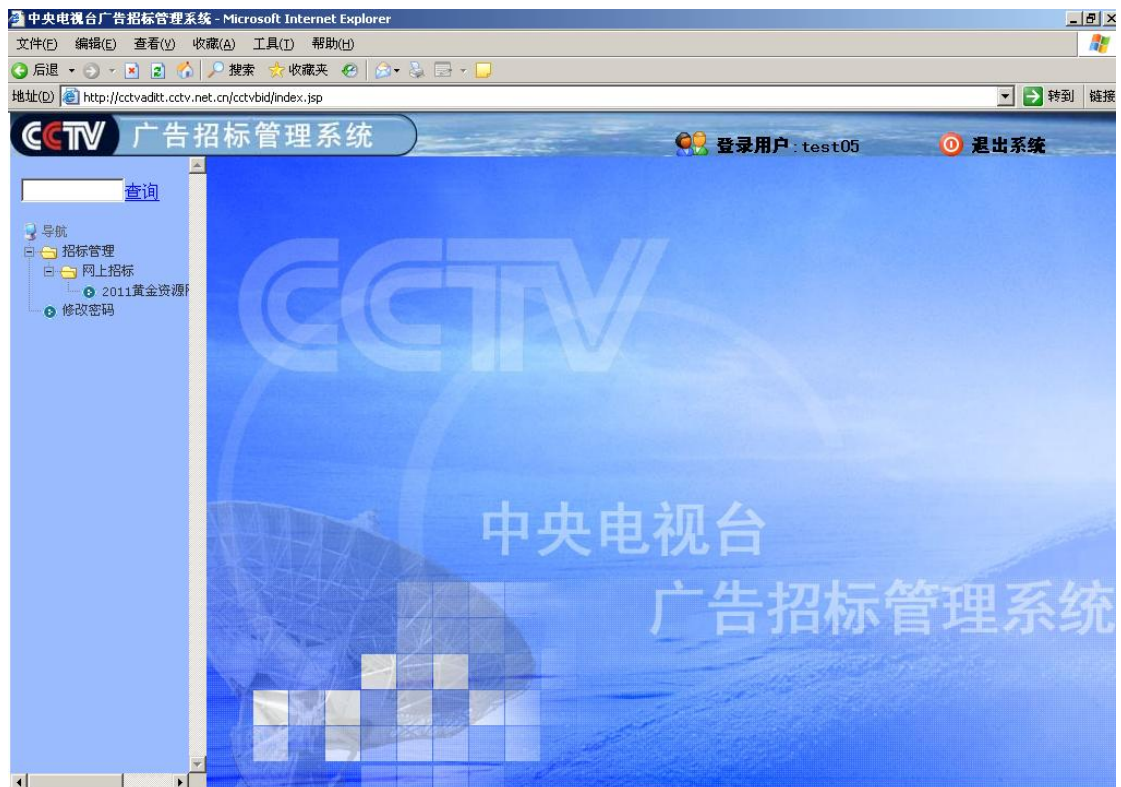 中央电视台广告招标管理系统 - Microsoft Internet Explorer
文件(F) 编辑(E) 查看(V) 收藏(A) 工具(T) 帮助(H)
后退 搜索 收藏夹
地址(D) http://cctvaditt.cctv.net.cn/cctvbid/index.jsp 转到 链接
CCTV 广告招标管理系统 登录用户:test05 退出系统
查询
导航
招标管理
网上招标
2011黄金资源
修改密码
CCTV
中央电视台
广告招标管理系统